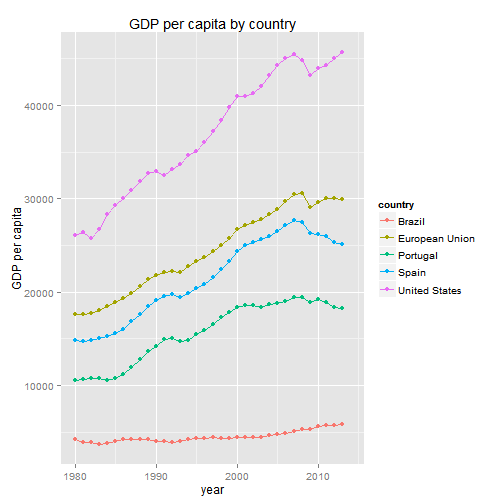 GDP per capita by country
GDP per capita
40000
30000
20000
10000
1980
1990
2000
2010
year
country
Brazil
European Union
Portugal
Spain
United States